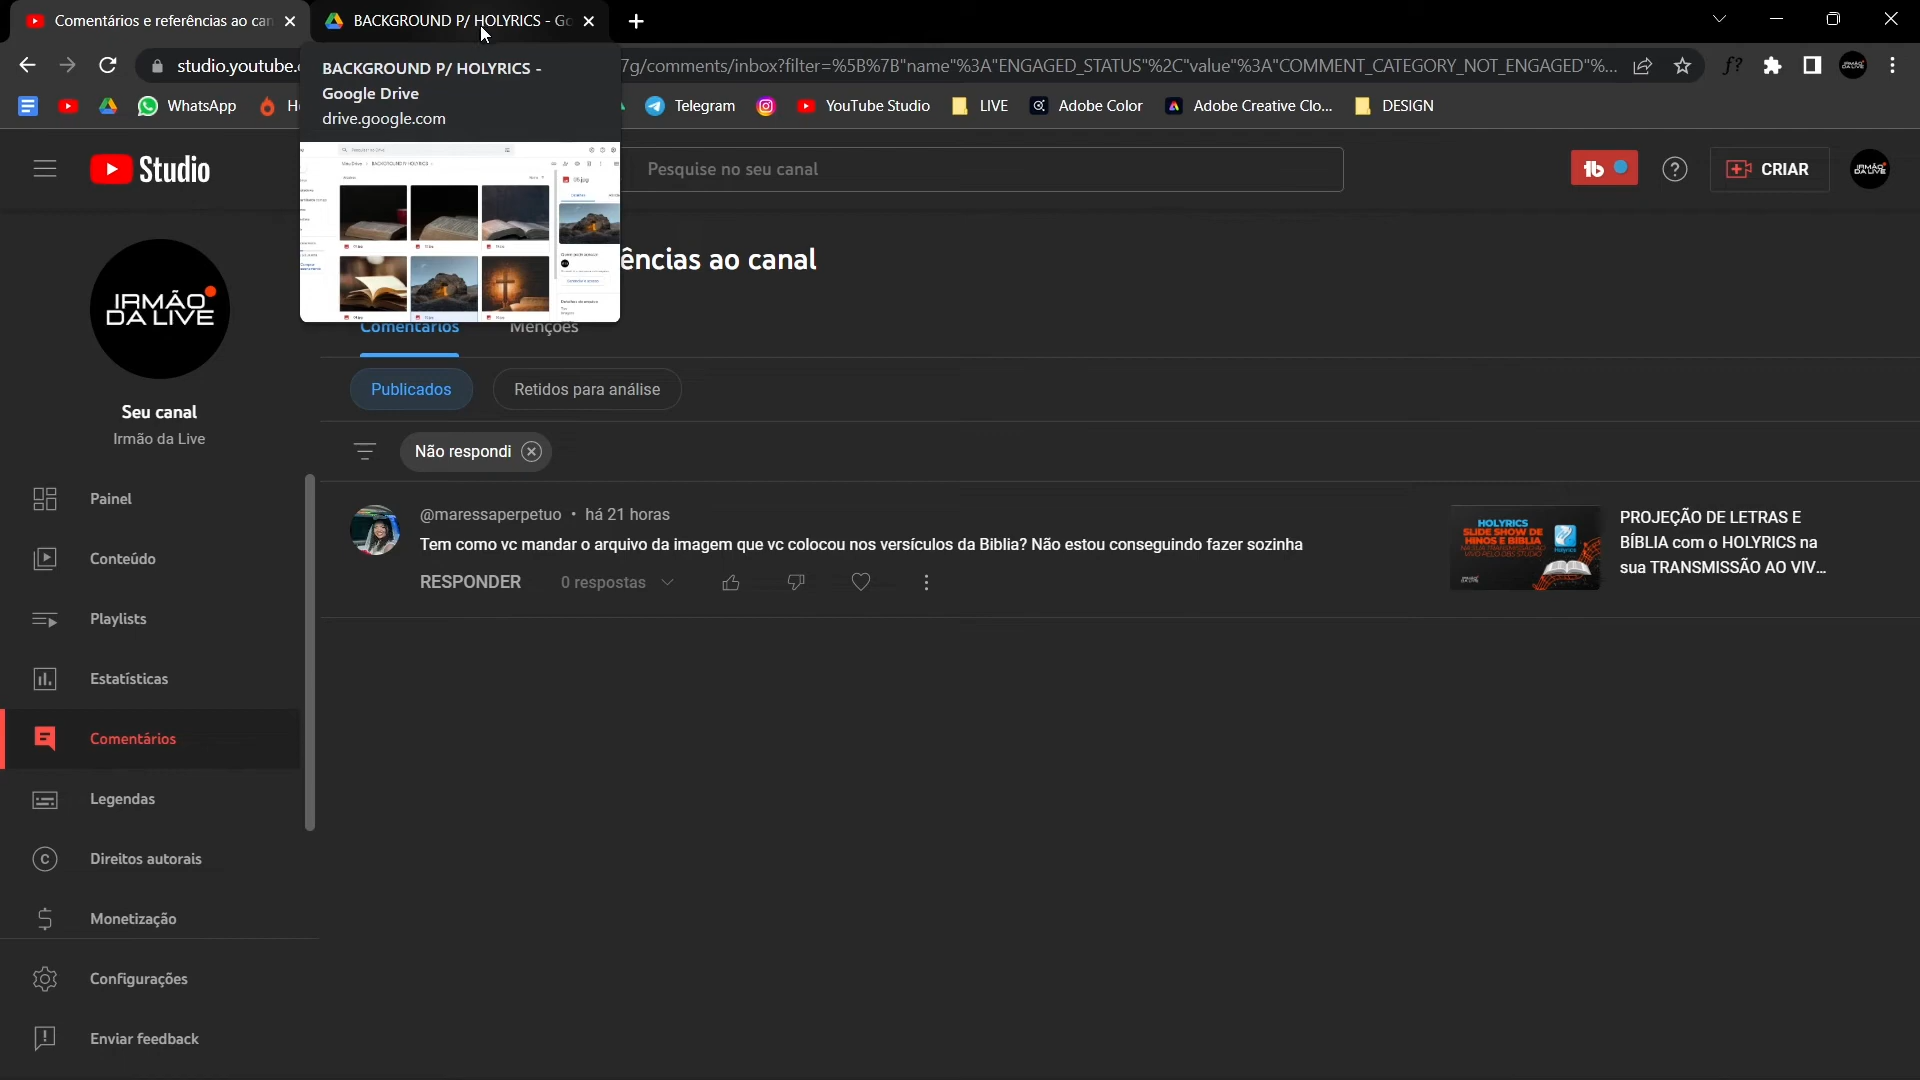 Comentários e referências ao can
BACKGROUND P/ HOLYRICS - Go
studio.youtube.c
7g/comments/inbox?filter=%5B%7B"name"%3A"ENGAGED_STATUS"%2C"value"%3A"COMMENT_CATEGORY_NOT_ENGAGED"%...
BACKGROUND P/ HOLYRICS -
Google Drive
drive.google.com
WhatsApp
Telegram
YouTube Studio
LIVE
Adobe Color
Adobe Creative Clo...
DESIGN
Studio
Pesquise no seu canal
CRIAR
IRMÃO
DA LIVE
Seu canal
Irmão da Live
Painel
Conteúdo
Playlists
Estatísticas
Comentários
Legendas
Direitos autorais
Monetização
Configurações
Enviar feedback
ências ao canal
Comentários
Menções
Publicados
Retidos para análise
Não respondi
@maressaperpetuo • há 21 horas
Tem como vc mandar o arquivo da imagem que vc colocou nos versículos da Biblia? Não estou conseguindo fazer sozinha
RESPONDER
0 respostas
HOLYRICS
SLIDE SHOW DE
HINOS E BÍBLIA
PROJEÇÃO DE LETRAS E
BÍBLIA com o HOLYRICS na
sua TRANSMISSÃO AO VIV...